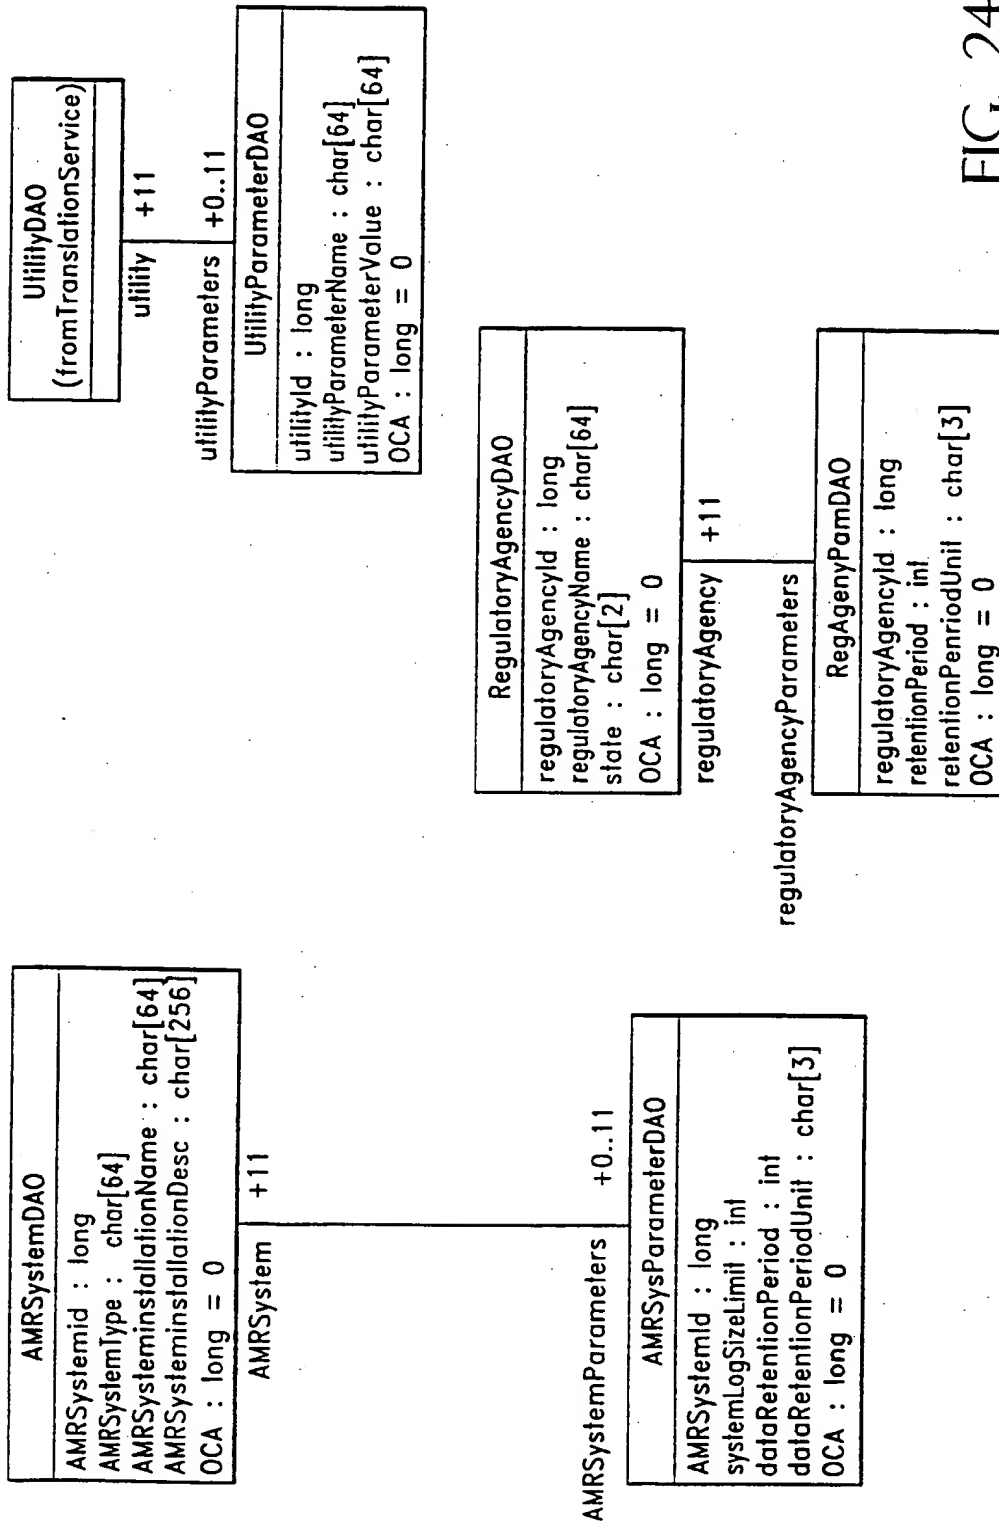 AMRSystemDAO
AMRSystemid : long
AMRSystemType : char[64]
AMRSysteminstallationName : char[64]
AMRSysteminstallationDesc : char[256]
OCA : long = 0
AMRSystem +11
AMRSystemParameters +0..11
AMRSysParameterDAO
AMRSystemId : long
systemLogSizeLimit : int
dataRetentionPeriod : int
dataRetentionPeriodUnit : char[3]
OCA : long = 0
UtilityDAO
(fromTranslationService)
utility +11
utilityParameters +0..11
UtilityParameterDAO
utilityId : long
utilityParameterName : char[64]
utilityParameterValue : char[64]
OCA : long = 0
RegulatoryAgencyDAO
regulatoryAgencyId : long
regulatoryAgencyName : char[64]
state : char[2]
OCA : long = 0
regulatoryAgency +11
regulatoryAgencyParameters
RegAgenyPamDAO
regulatoryAgencyId : long
retentionPeriod : int
retentionPenriodUnit : char[3]
OCA : long = 0
FIG. 24